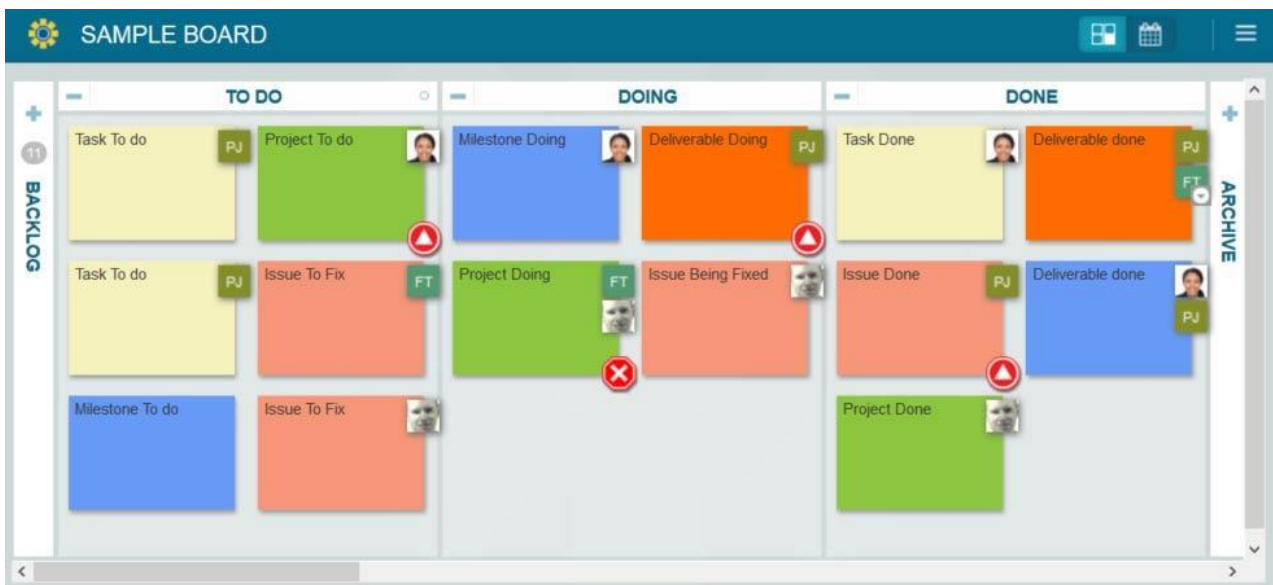 SAMPLE BOARD
TO DO
DOING
DONE
11
BACKLOG
ARCHIVE
Task To do
PJ
Project To do
Milestone Doing
Deliverable Doing
PJ
Task Done
Deliverable done
PJ
FT
Task To do
PJ
Issue To Fix
FT
Project Doing
FT
Issue Being Fixed
Issue Done
PJ
Deliverable done
PJ
Milestone To do
Issue To Fix
Project Done